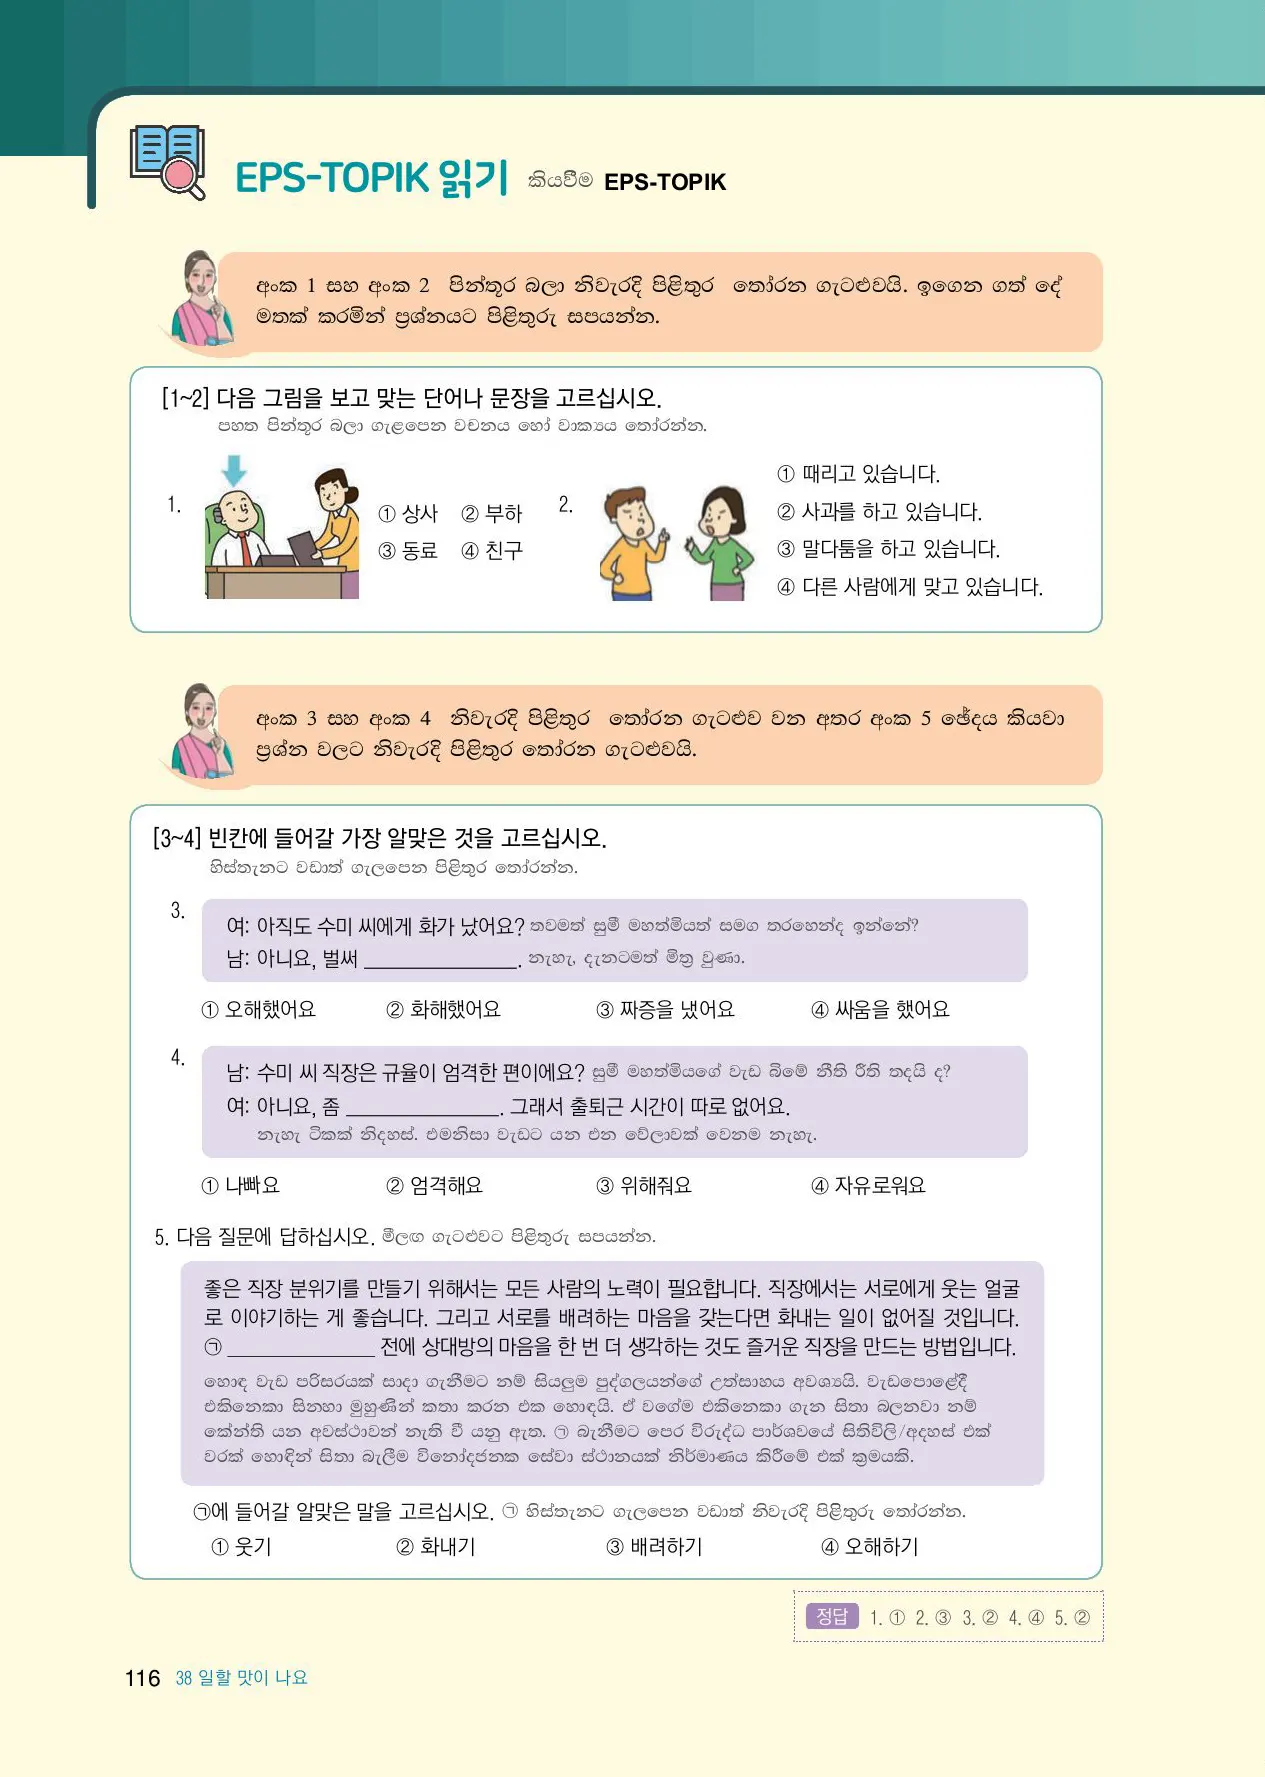 EPS-TOPIK 읽기 කියවීම EPS-TOPIK
අංක 1 සහ අංක 2 පින්තූර බලා නිවැරදි පිළිතුර තෝරන ගැටළුවයි. ඉගෙන ගත් දේ
මතක් කරමින් ප්‍රශ්නයට පිළිතුරු සපයන්න.
[1~2] 다음 그림을 보고 맞는 단어나 문장을 고르십시오.
පහත පින්තූර බලා ගැළපෙන වචනය හෝ වාක්‍යය තෝරන්න.
1.
① 상사 ② 부하
③ 동료 ④ 친구
2.
① 때리고 있습니다.
② 사과를 하고 있습니다.
③ 말다툼을 하고 있습니다.
④ 다른 사람에게 맞고 있습니다.
අංක 3 සහ අංක 4 නිවැරදි පිළිතුර තෝරන ගැටළුව වන අතර අංක 5 ඡේදය කියවා
ප්‍රශ්න වලට නිවැරදි පිළිතුර තෝරන ගැටළුවයි.
[3~4] 빈칸에 들어갈 가장 알맞은 것을 고르십시오.
හිස්තැනට වඩාත් ගැලපෙන පිළිතුර තෝරන්න.
3.
여: 아직도 수미 씨에게 화가 났어요? තවමත් සුමී මහත්මියත් සමග තරහෙන්ද ඉන්නේ?
남: 아니요, 벌써 ______________. නැහැ, දැනටමත් මිත්‍ර වුණා.
① 오해했어요 ② 화해했어요 ③ 짜증을 냈어요 ④ 싸움을 했어요
4.
남: 수미 씨 직장은 규율이 엄격한 편이에요? සුමී මහත්මියගේ වැඩ බිමේ නීති රීති තදයි ද?
여: 아니요, 좀 ______________. 그래서 출퇴근 시간이 따로 없어요.
නැහැ ටිකක් නිදහස්. එමනිසා වැඩට යන එන වේලාවක් වෙනම නැහැ.
① 나빠요 ② 엄격해요 ③ 위해줘요 ④ 자유로워요
5. 다음 질문에 답하십시오. මීලඟ ගැටළුවට පිළිතුරු සපයන්න.
좋은 직장 분위기를 만들기 위해서는 모든 사람의 노력이 필요합니다. 직장에서는 서로에게 웃는 얼굴
로 이야기하는 게 좋습니다. 그리고 서로를 배려하는 마음을 갖는다면 화내는 일이 없어질 것입니다.
㉠ ______________ 전에 상대방의 마음을 한 번 더 생각하는 것도 즐거운 직장을 만드는 방법입니다.
හොඳ වැඩ පරිසරයක් සාදා ගැනීමට නම් සියලුම පුද්ගලයන්ගේ උත්සාහය අවශ්‍යයි. වැඩපොළේදී
එකිනෙකා සිනහා මුහුණින් කතා කරන එක හොඳයි. ඒ වගේම එකිනෙකා ගැන සිතා බලනවා නම්
කේන්ති යන අවස්ථාවන් නැති වී යනු ඇත. ㉠ බැනීමට පෙර විරුද්ධ පාර්ශවයේ සිතිවිලි/අදහස් එක්
වරක් හොඳින් සිතා බැලීම විනෝදජනක සේවා ස්ථානයක් නිර්මාණය කිරීමේ එක් ක්‍රමයකි.
㉠에 들어갈 알맞은 말을 고르십시오. ㉠ හිස්තැනට ගැලපෙන වඩාත් නිවැරදි පිළිතුරු තෝරන්න.
① 웃기 ② 화내기 ③ 배려하기 ④ 오해하기
정답 1. ① 2. ③ 3. ② 4. ④ 5. ②
116 38 일할 맛이 나요